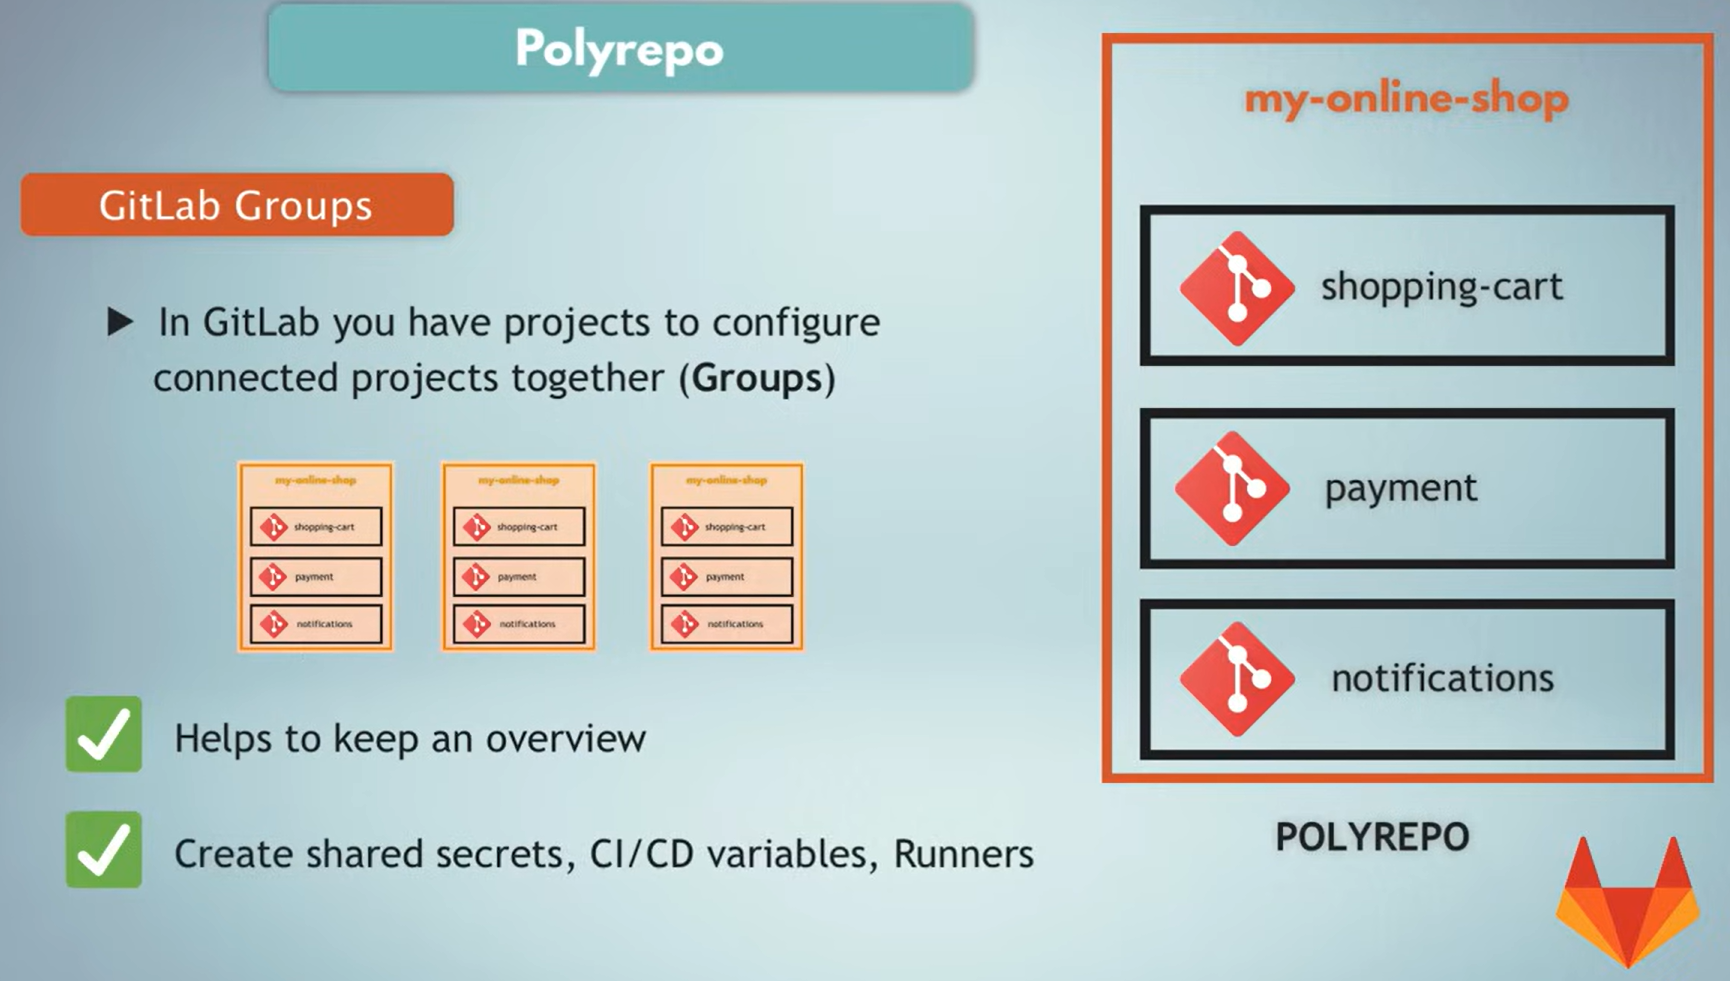 Polyrepo
GitLab Groups
▶ In GitLab you have projects to configure
connected projects together (Groups)
my-online-shop
shopping-cart
payment
notifications
my-online-shop
shopping-cart
payment
notifications
my-online-shop
shopping-cart
payment
notifications
Helps to keep an overview
Create shared secrets, CI/CD variables, Runners
my-online-shop
shopping-cart
payment
notifications
POLYREPO